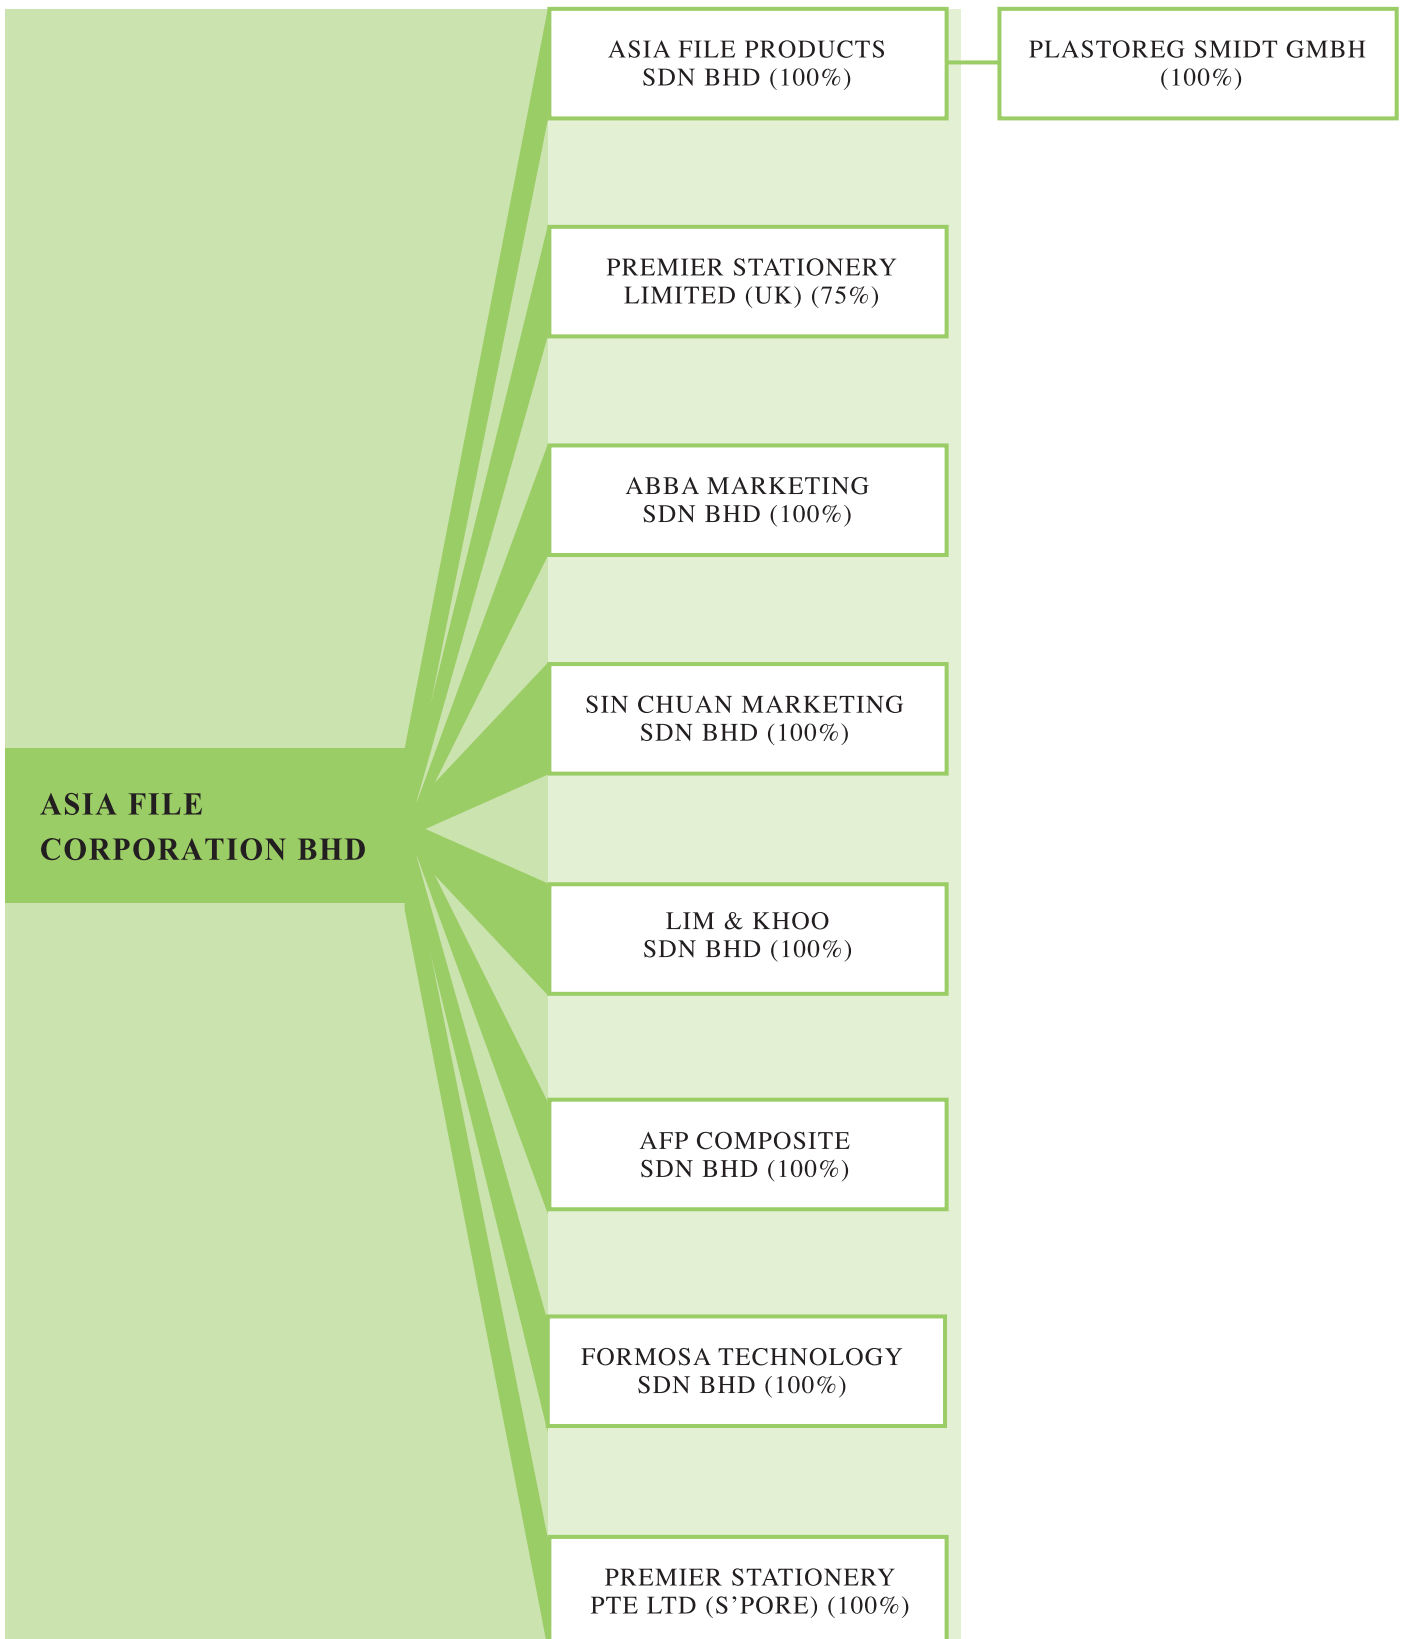 ASIA FILE PRODUCTS
SDN BHD (100%)
PLASTOREG SMIDT GMBH
(100%)
PREMIER STATIONERY
LIMITED (UK) (75%)
ABBA MARKETING
SDN BHD (100%)
SIN CHUAN MARKETING
SDN BHD (100%)
ASIA FILE
CORPORATION BHD
LIM & KHOO
SDN BHD (100%)
AFP COMPOSITE
SDN BHD (100%)
FORMOSA TECHNOLOGY
SDN BHD (100%)
PREMIER STATIONERY
PTE LTD (S’PORE) (100%)